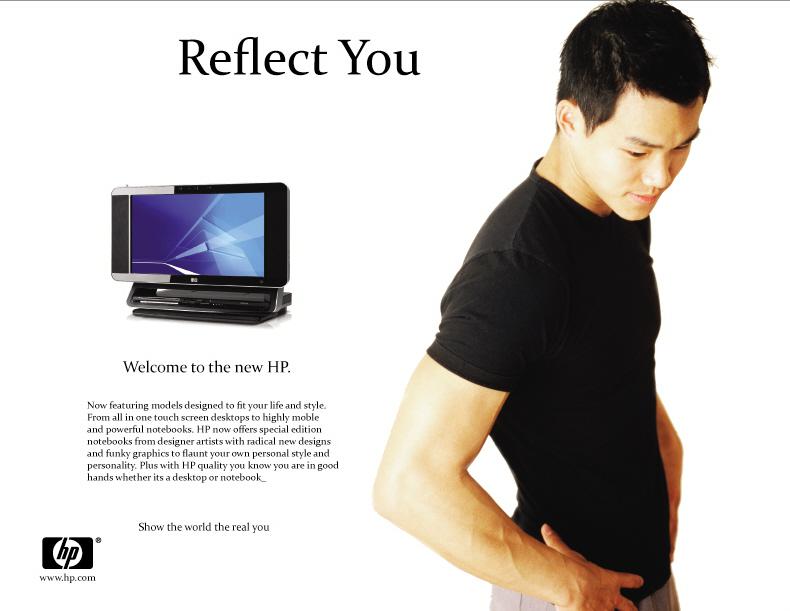 Reflect You
Welcome to the new HP.
Now featuring models designed to fit your life and style.
From all in one touch screen desktops to highly moble
and powerful notebooks. HP now offers special edition
notebooks from designer artists with radical new designs
and funky graphics to flaunt your own personal style and
personality. Plus with HP quality you know you are in good
hands whether its a desktop or notebook_
Show the world the real you
hp®
www.hp.com